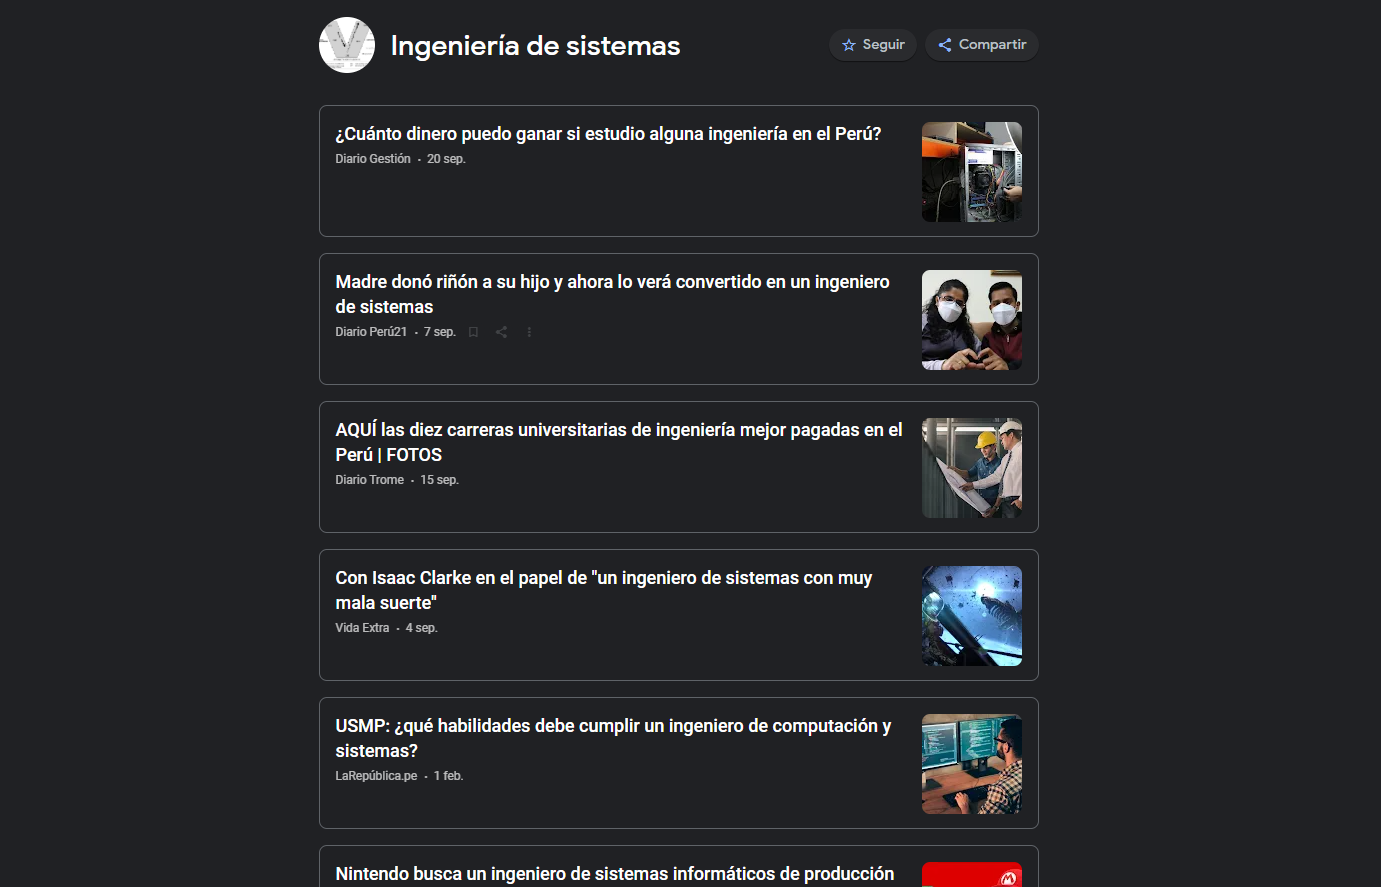 Ingeniería de sistemas
Seguir
Compartir
¿Cuánto dinero puedo ganar si estudio alguna ingeniería en el Perú?
Diario Gestión · 20 sep.
Madre donó riñón a su hijo y ahora lo verá convertido en un ingeniero
de sistemas
Diario Perú21 · 7 sep.
AQUÍ las diez carreras universitarias de ingeniería mejor pagadas en el
Perú | FOTOS
Diario Trome · 15 sep.
Con Isaac Clarke en el papel de "un ingeniero de sistemas con muy
mala suerte"
Vida Extra · 4 sep.
USMP: ¿qué habilidades debe cumplir un ingeniero de computación y
sistemas?
LaRepública.pe · 1 feb.
Nintendo busca un ingeniero de sistemas informáticos de producción